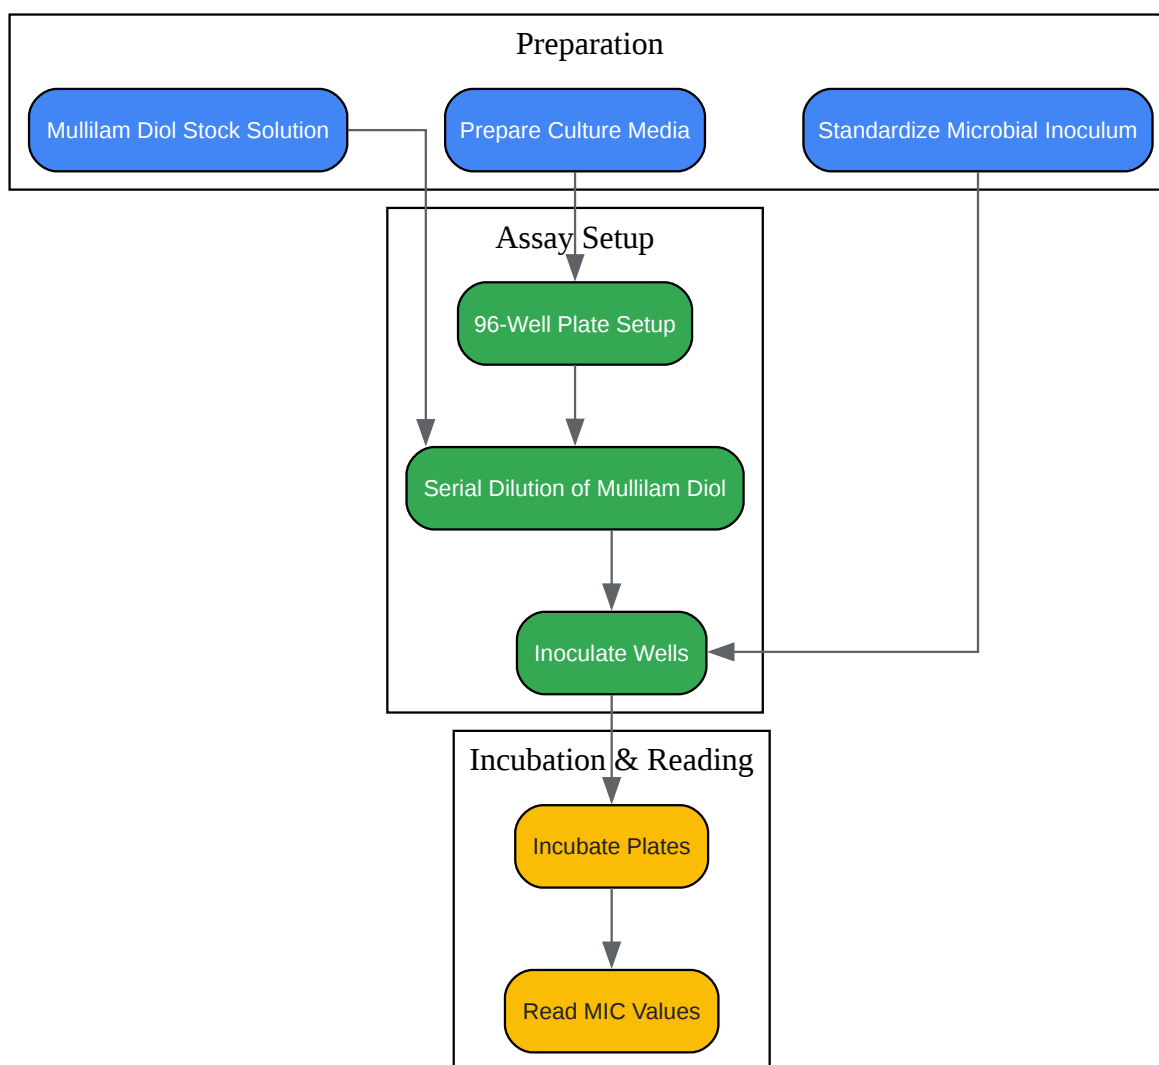 Preparation
Mullilam Diol Stock Solution
Prepare Culture Media
Standardize Microbial Inoculum
Assay Setup
96-Well Plate Setup
Serial Dilution of Mullilam Diol
Inoculate Wells
Incubation & Reading
Incubate Plates
Read MIC Values